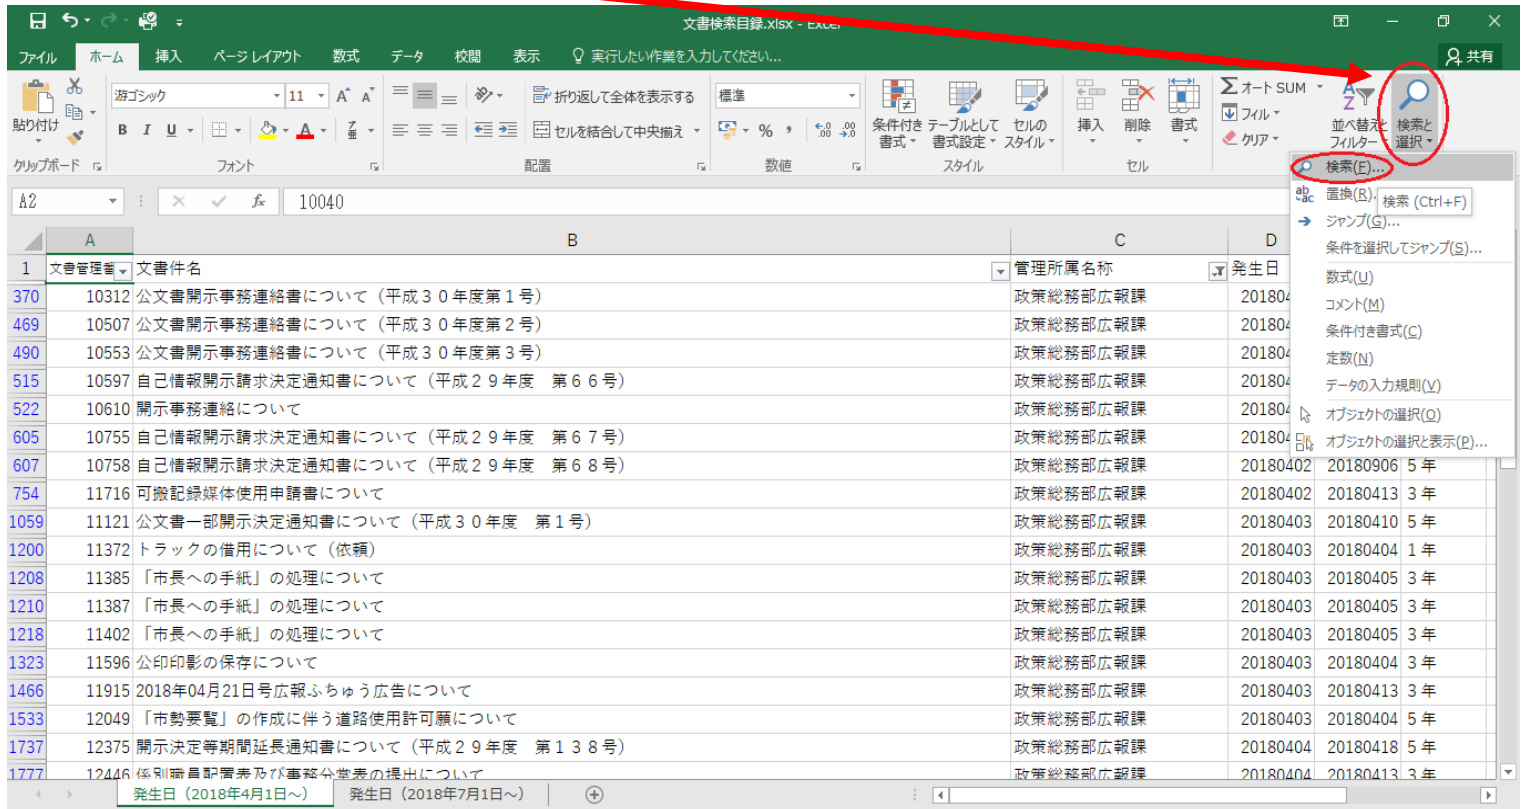 文書検索目録.xlsx - Excel
ファイル ホーム 挿入 ページ レイアウト 数式 データ 校閲 表示 実行したい作業を入力してください... 共有
貼り付け
游ゴシック 11 A A
B I U A 亜
折り返して全体を表示する
セルを結合して中央揃え
標準
% ,
条件付き書式
テーブルとして書式設定
セルのスタイル
挿入 削除 書式
Σ オート SUM
フィル
クリア
並べ替えとフィルター
検索と選択
クリップボード フォント 配置 数値 スタイル セル
検索(F)...
置換(R)
検索 (Ctrl+F)
ジャンプ(G)...
条件を選択してジャンプ(S)...
数式(U)
コメント(M)
条件付き書式(C)
定数(N)
データの入力規則(V)
オブジェクトの選択(O)
オブジェクトの選択と表示(P)...
A2 fx 10040
A B C D
1 文書管理番 文書件名 管理所属名称 発生日
370 10312 公文書開示事務連絡書について（平成３０年度第１号） 政策総務部広報課 201804
469 10507 公文書開示事務連絡書について（平成３０年度第２号） 政策総務部広報課 201804
490 10553 公文書開示事務連絡書について（平成３０年度第３号） 政策総務部広報課 201804
515 10597 自己情報開示請求決定通知書について（平成２９年度　第６６号） 政策総務部広報課 201804
522 10610 開示事務連絡について 政策総務部広報課 201804
605 10755 自己情報開示請求決定通知書について（平成２９年度　第６７号） 政策総務部広報課 201804
607 10758 自己情報開示請求決定通知書について（平成２９年度　第６８号） 政策総務部広報課 20180402 20180906 5 年
754 11716 可搬記録媒体使用申請書について 政策総務部広報課 20180402 20180413 3 年
1059 11121 公文書一部開示決定通知書について（平成３０年度　第１号） 政策総務部広報課 20180403 20180410 5 年
1200 11372 トラックの借用について（依頼） 政策総務部広報課 20180403 20180404 1 年
1208 11385 「市長への手紙」の処理について 政策総務部広報課 20180403 20180405 3 年
1210 11387 「市長への手紙」の処理について 政策総務部広報課 20180403 20180405 3 年
1218 11402 「市長への手紙」の処理について 政策総務部広報課 20180403 20180405 3 年
1323 11596 公印印影の保存について 政策総務部広報課 20180403 20180404 3 年
1466 11915 2018年04月21日号広報ふちゅう広告について 政策総務部広報課 20180403 20180413 3 年
1533 12049 「市勢要覧」の作成に伴う道路使用許可願について 政策総務部広報課 20180403 20180404 5 年
1737 12375 開示決定等期間延長通知書について（平成２９年度　第１３８号） 政策総務部広報課 20180404 20180418 5 年
1777 12446 係別職員配置表及び事務分掌表の提出について 政策総務部広報課 20180404 20180413 3 年
発生日（2018年4月1日～） 発生日（2018年7月1日～）